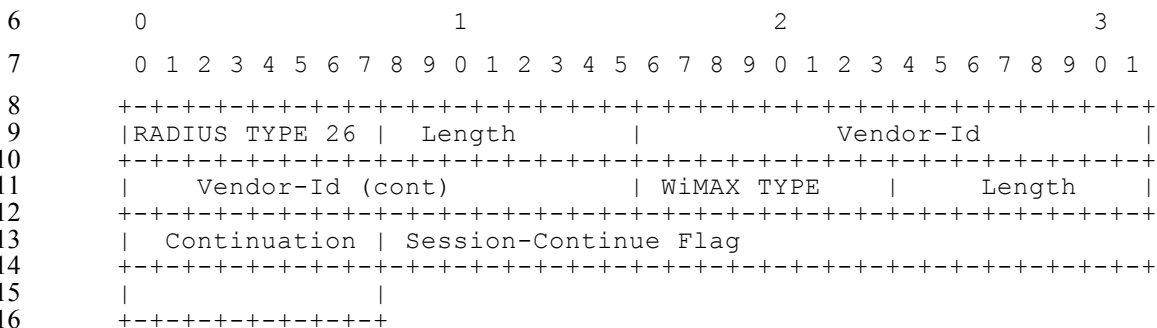 6 0                   1                   2                   3
7 0 1 2 3 4 5 6 7 8 9 0 1 2 3 4 5 6 7 8 9 0 1 2 3 4 5 6 7 8 9 0 1
8 +-+-+-+-+-+-+-+-+-+-+-+-+-+-+-+-+-+-+-+-+-+-+-+-+-+-+-+-+-+-+-+-+
9 |RADIUS TYPE 26 |  Length       |            Vendor-Id          |
10 +-+-+-+-+-+-+-+-+-+-+-+-+-+-+-+-+-+-+-+-+-+-+-+-+-+-+-+-+-+-+-+-+
11 |    Vendor-Id (cont)           | WiMAX TYPE    |     Length    |
12 +-+-+-+-+-+-+-+-+-+-+-+-+-+-+-+-+-+-+-+-+-+-+-+-+-+-+-+-+-+-+-+-+
13 |  Continuation | Session-Continue Flag
14 +-+-+-+-+-+-+-+-+-+-+-+-+-+-+-+-+-+-+-+-+-+-+-+-+-+-+-+-+-+-+-+-+
15 |               |
16 +-+-+-+-+-+-+-+-+